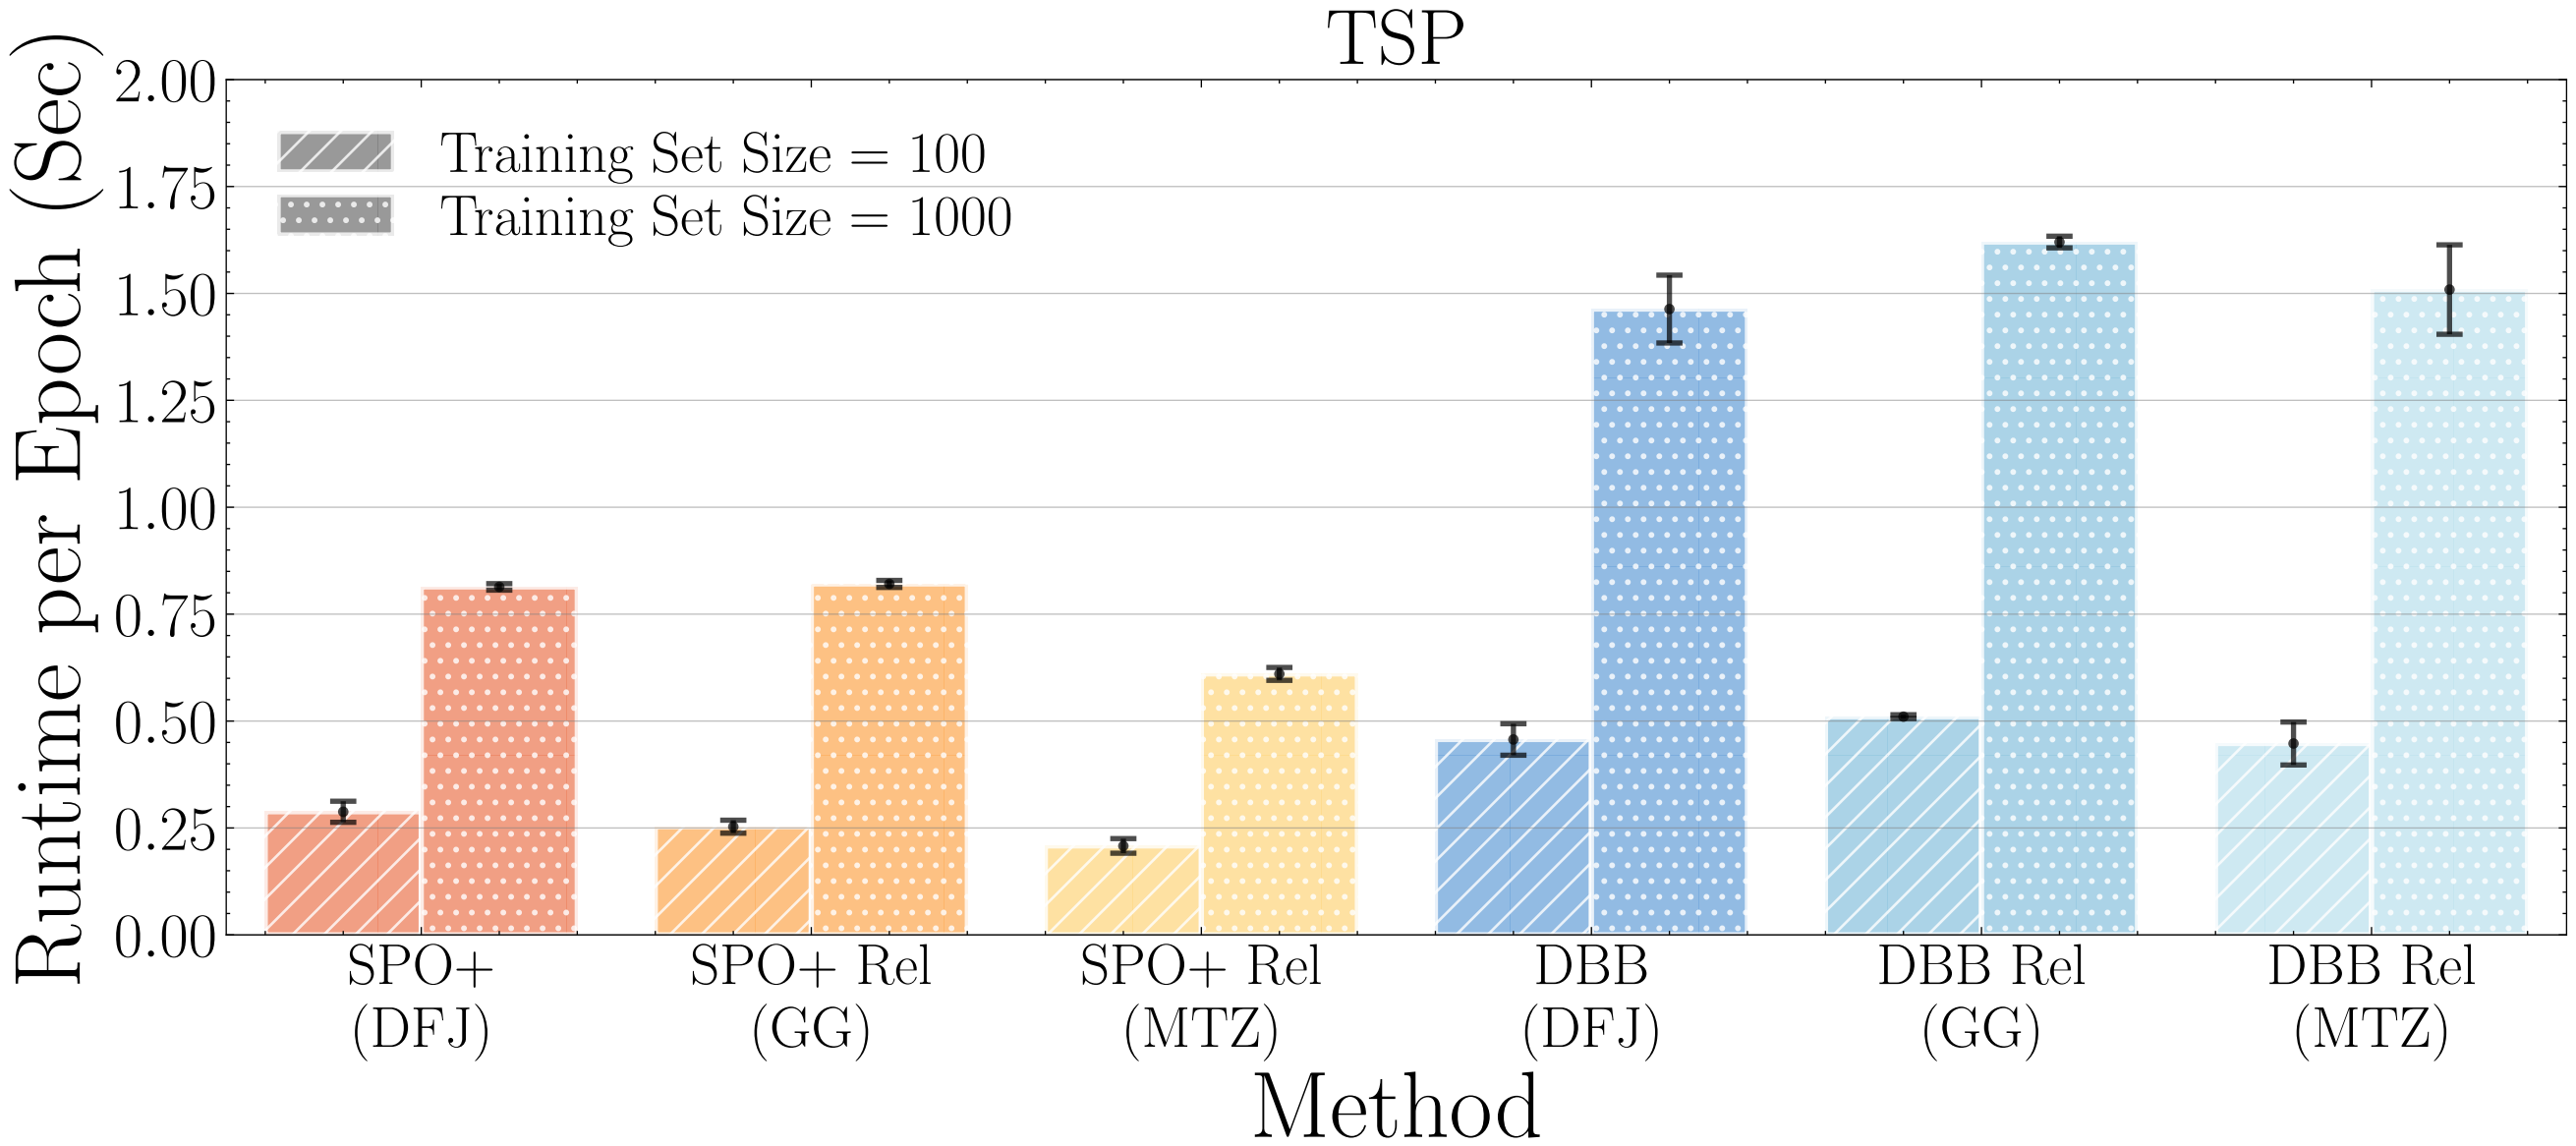 TSP
Runtime per Epoch (Sec)
2.00
1.75
1.50
1.25
1.00
0.75
0.50
0.25
0.00
Training Set Size = 100
Training Set Size = 1000
SPO+
(DFJ)
SPO+ Rel
(GG)
SPO+ Rel
(MTZ)
DBB
(DFJ)
DBB Rel
(GG)
DBB Rel
(MTZ)
Method